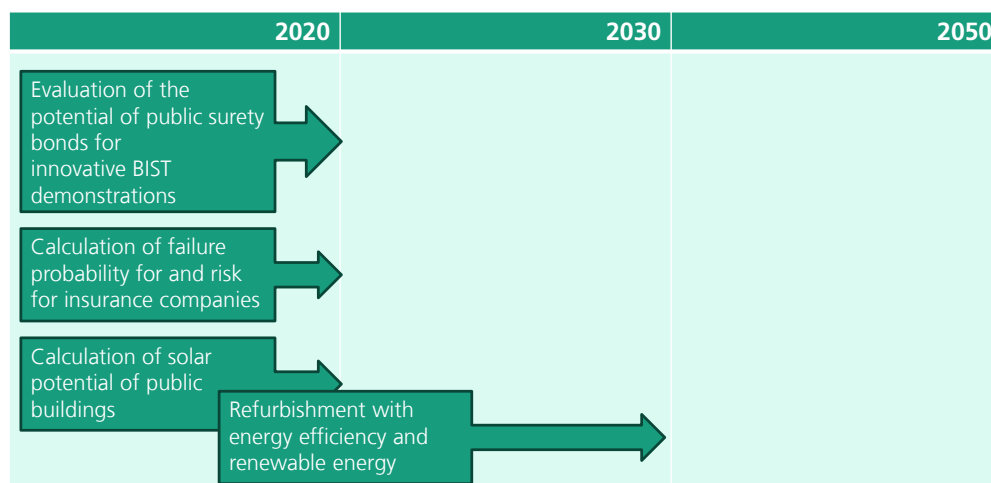 2020 2030 2050
Evaluation of the
potential of public surety
bonds for
innovative BIST
demonstrations
Calculation of failure
probability for and risk
for insurance companies
Calculation of solar
potential of public
buildings
Refurbishment with
energy efficiency and
renewable energy